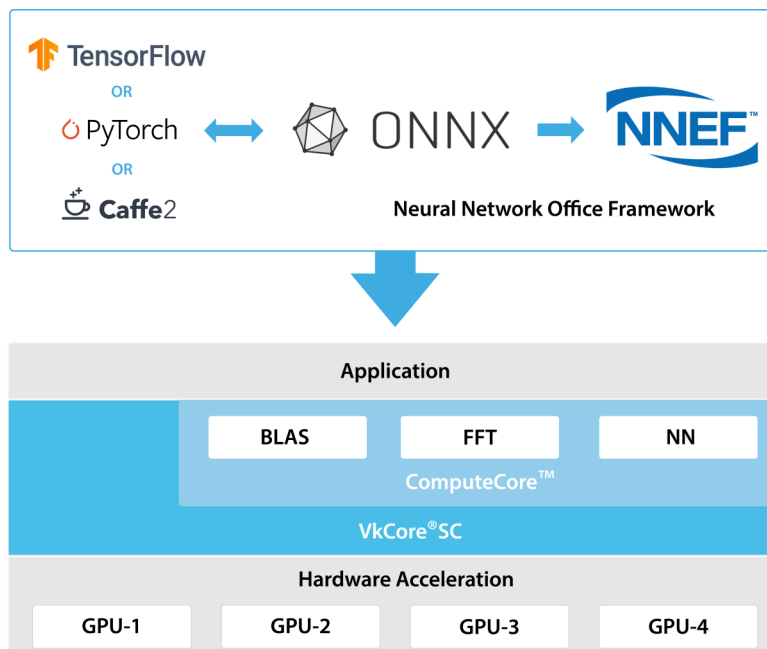 TensorFlow
OR
PyTorch
ONNX
NNEF™
OR
Caffe2
Neural Network Office Framework
Application
BLAS
FFT
NN
ComputeCore™
VkCore®SC
Hardware Acceleration
GPU-1
GPU-2
GPU-3
GPU-4